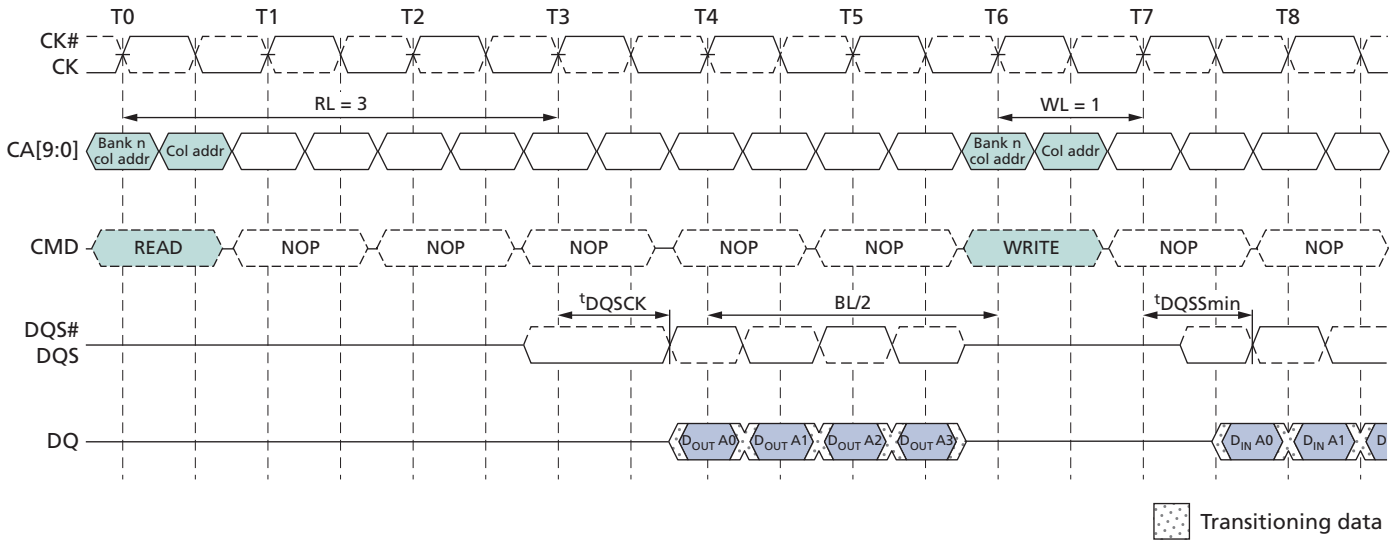 T0 T1 T2 T3 T4 T5 T6 T7 T8
CK#
CK
RL = 3 WL = 1
CA[9:0] Bank n col addr Col addr Bank n col addr Col addr
CMD READ NOP NOP NOP NOP NOP WRITE NOP NOP
tDQSCK BL/2 tDQSSmin
DQS#
DQS
DQ DOUT A0 DOUT A1 DOUT A2 DOUT A3 DIN A0 DIN A1 D
Transitioning data